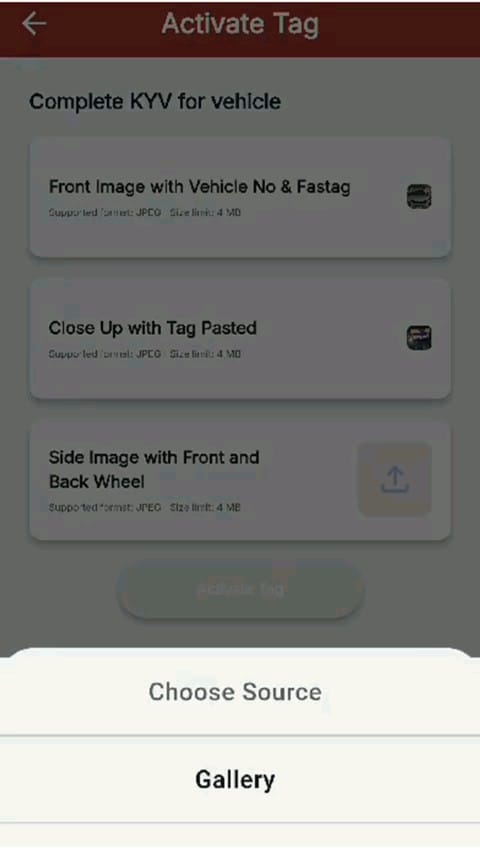 Activate Tag
Complete KYV for vehicle
Front Image with Vehicle No & Fastag
Supported format: JPEG Size limit: 4 MB
Close Up with Tag Pasted
Supported format: JPEG Size limit: 4 MB
Side Image with Front and
Back Wheel
Supported format: JPEG Size limit: 4 MB
Activate Tag
Choose Source
Gallery